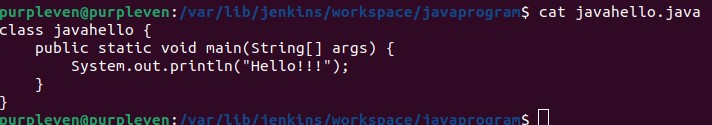 purpleven@purpleven:/var/lib/jenkins/workspace/javaprogram$ cat javahello.java
class javahello {
    public static void main(String[] args) {
        System.out.println("Hello!!!");
    }
}
purpleven@purpleven:/var/lib/jenkins/workspace/javaprogram$